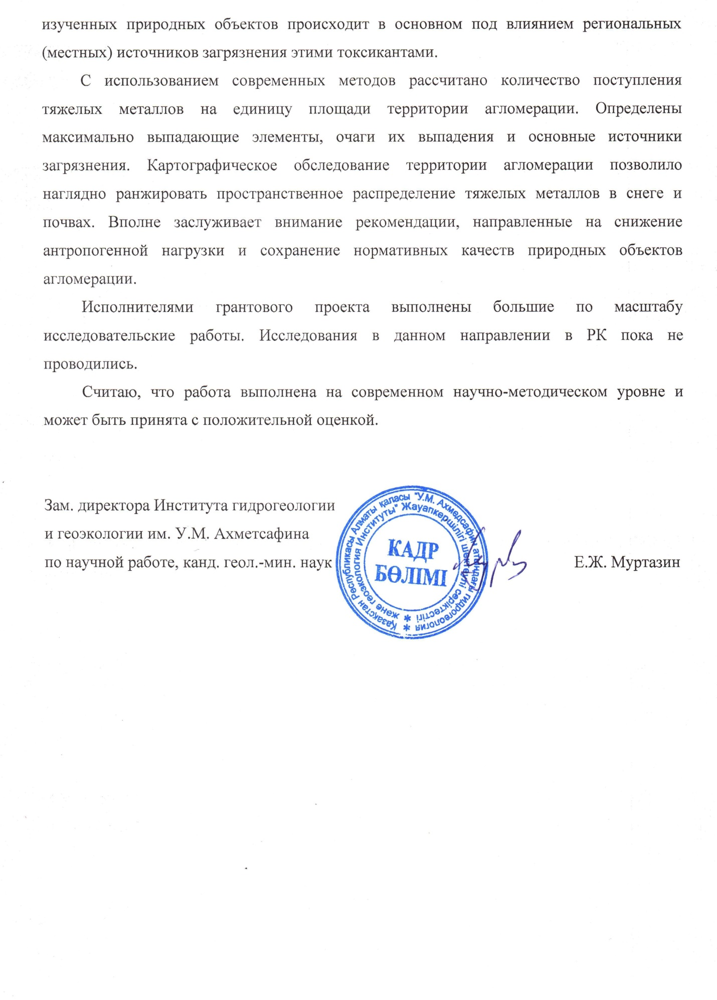 изученных природных объектов происходит в основном под влиянием региональных
(местных) источников загрязнения этими токсикантами.
С использованием современных методов рассчитано количество поступления
тяжелых металлов на единицу площади территории агломерации. Определены
максимально выпадающие элементы, очаги их выпадения и основные источники
загрязнения. Картографическое обследование территории агломерации позволило
наглядно ранжировать пространственное распределение тяжелых металлов в снеге и
почвах. Вполне заслуживает внимание рекомендации, направленные на снижение
антропогенной нагрузки и сохранение нормативных качеств природных объектов
агломерации.
Исполнителями грантового проекта выполнены большие по масштабу
исследовательские работы. Исследования в данном направлении в РК пока не
проводились.
Считаю, что работа выполнена на современном научно-методическом уровне и
может быть принята с положительной оценкой.
Зам. директора Института гидрогеологии
и геоэкологии им. У.М. Ахметсафина
по научной работе, канд. геол.-мин. наук
Е.Ж. Муртазин
Қазақстан Республикасы Алматы қаласы "У.М. Ахмедсафин атындағы гидрогеология
және геоэкология Институты" Жауапкершілігі шектеулі серіктестігі
КАДР
БӨЛІМІ